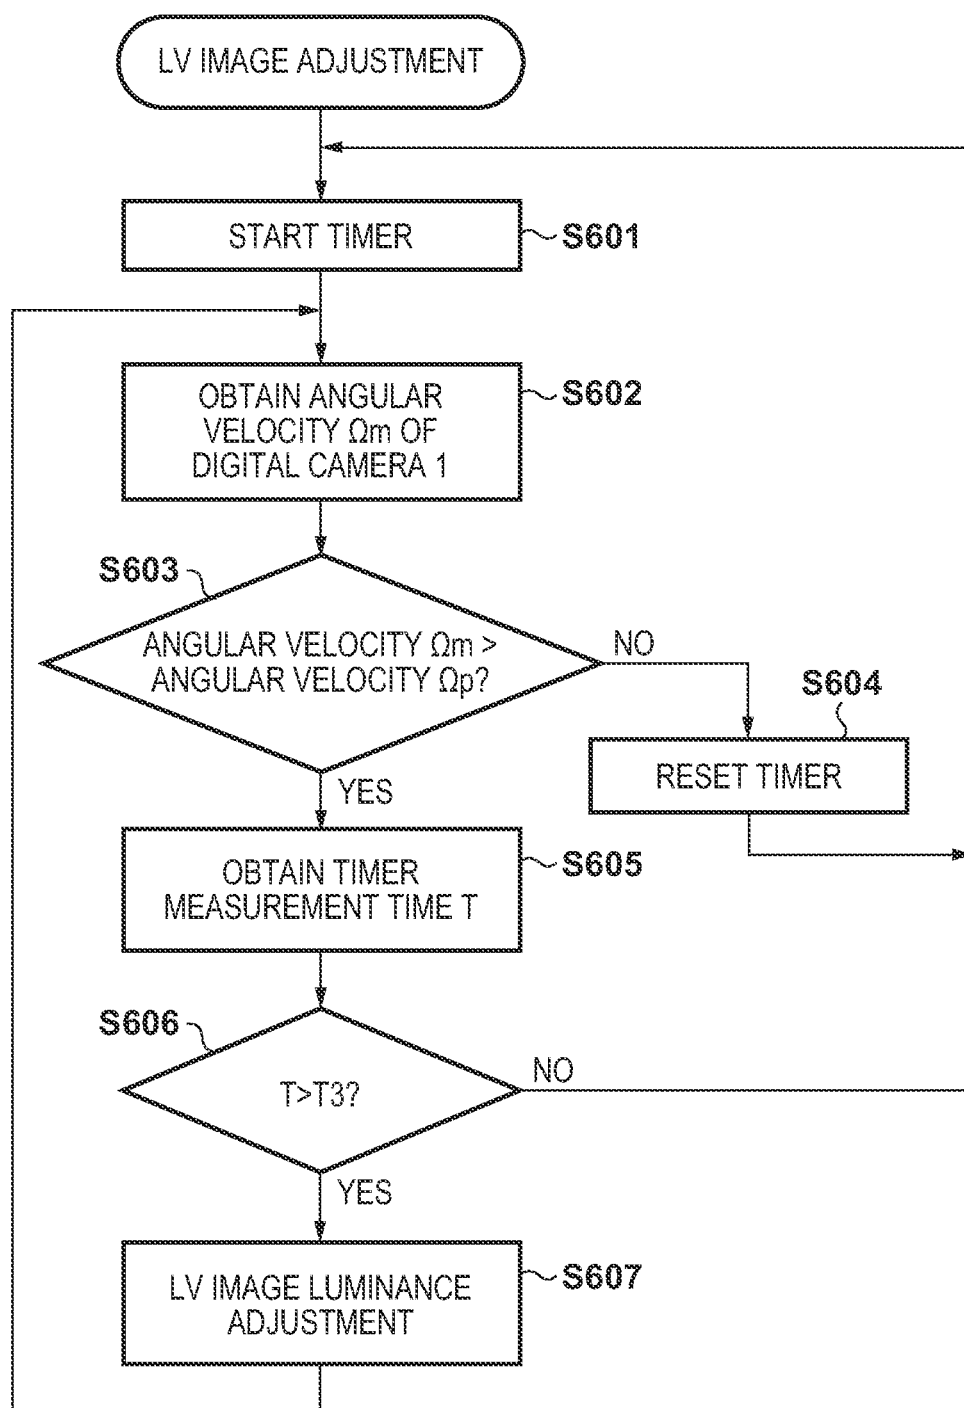 LV IMAGE ADJUSTMENT
START TIMER
S601
OBTAIN ANGULAR
VELOCITY Ωm OF
DIGITAL CAMERA 1
S602
S603
ANGULAR VELOCITY Ωm >
ANGULAR VELOCITY Ωp?
NO
S604
RESET TIMER
YES
OBTAIN TIMER
MEASUREMENT TIME T
S605
S606
T>T3?
NO
YES
LV IMAGE LUMINANCE
ADJUSTMENT
S607